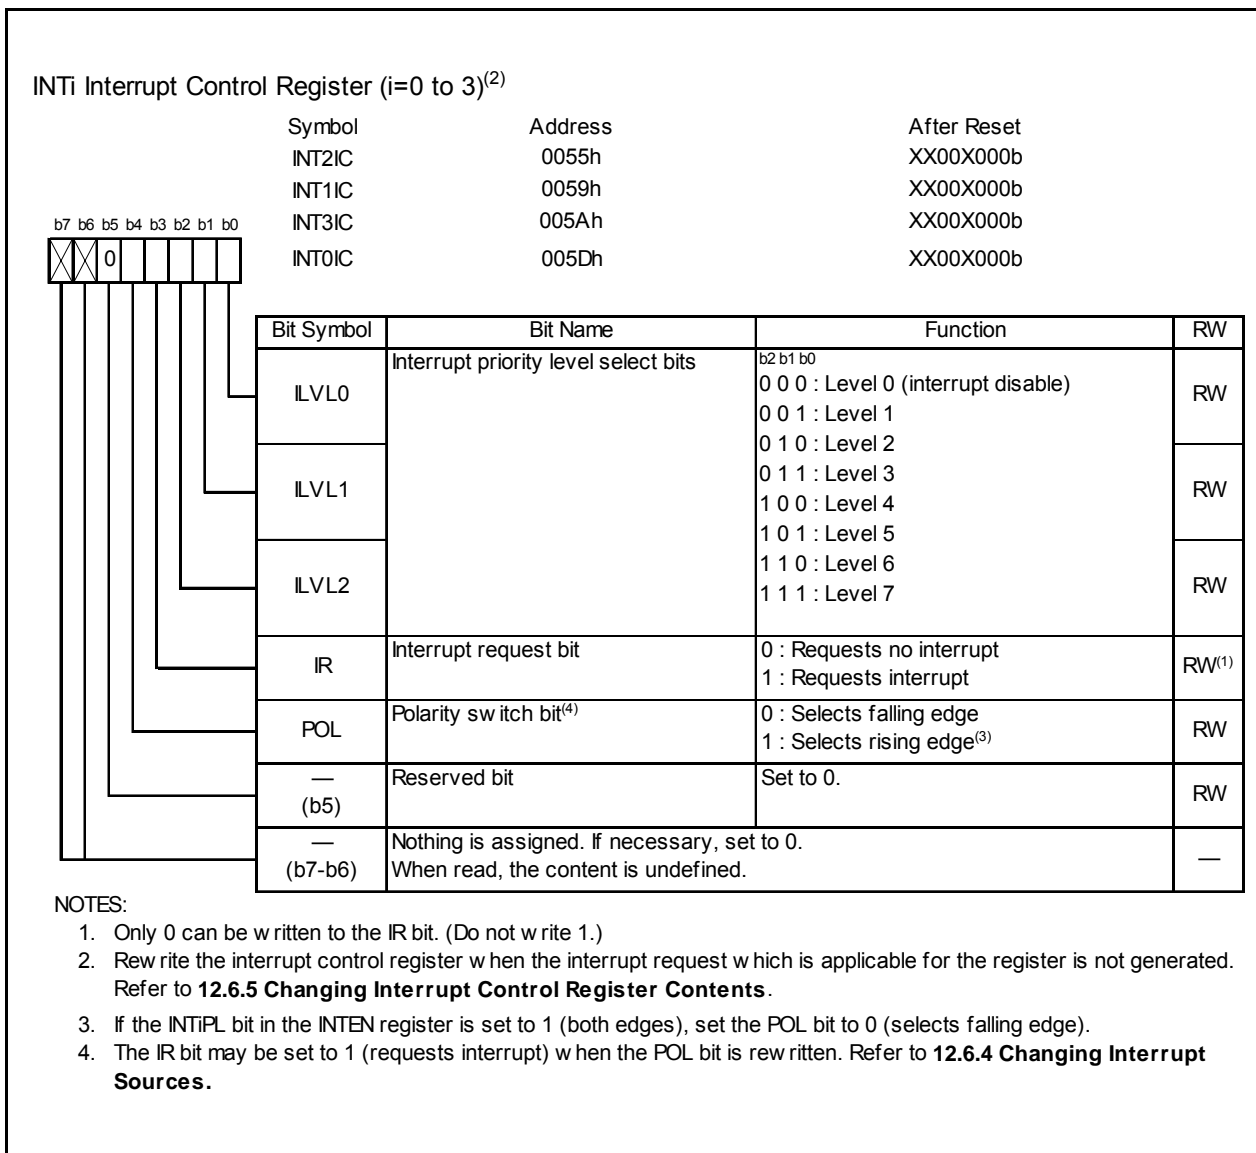 INTi Interrupt Control Register (i=0 to 3)(2)
Symbol Address After Reset
INT2IC 0055h XX00X000b
INT1IC 0059h XX00X000b
INT3IC 005Ah XX00X000b
INT0IC 005Dh XX00X000b
b7 b6 b5 b4 b3 b2 b1 b0
0
Bit Symbol Bit Name Function RW
ILVL0 Interrupt priority level select bits b2 b1 b0
0 0 0 : Level 0 (interrupt disable) RW
0 0 1 : Level 1
0 1 0 : Level 2
ILVL1 0 1 1 : Level 3 RW
1 0 0 : Level 4
1 0 1 : Level 5
ILVL2 1 1 0 : Level 6 RW
1 1 1 : Level 7
IR Interrupt request bit 0 : Requests no interrupt RW(1)
1 : Requests interrupt
POL Polarity switch bit(4) 0 : Selects falling edge RW
1 : Selects rising edge(3)
— Reserved bit Set to 0. RW
(b5)
— Nothing is assigned. If necessary, set to 0. —
(b7-b6) When read, the content is undefined.
NOTES:
1. Only 0 can be written to the IR bit. (Do not write 1.)
2. Rewrite the interrupt control register when the interrupt request which is applicable for the register is not generated.
Refer to 12.6.5 Changing Interrupt Control Register Contents.
3. If the INTiPL bit in the INTEN register is set to 1 (both edges), set the POL bit to 0 (selects falling edge).
4. The IR bit may be set to 1 (requests interrupt) when the POL bit is rewritten. Refer to 12.6.4 Changing Interrupt
Sources.